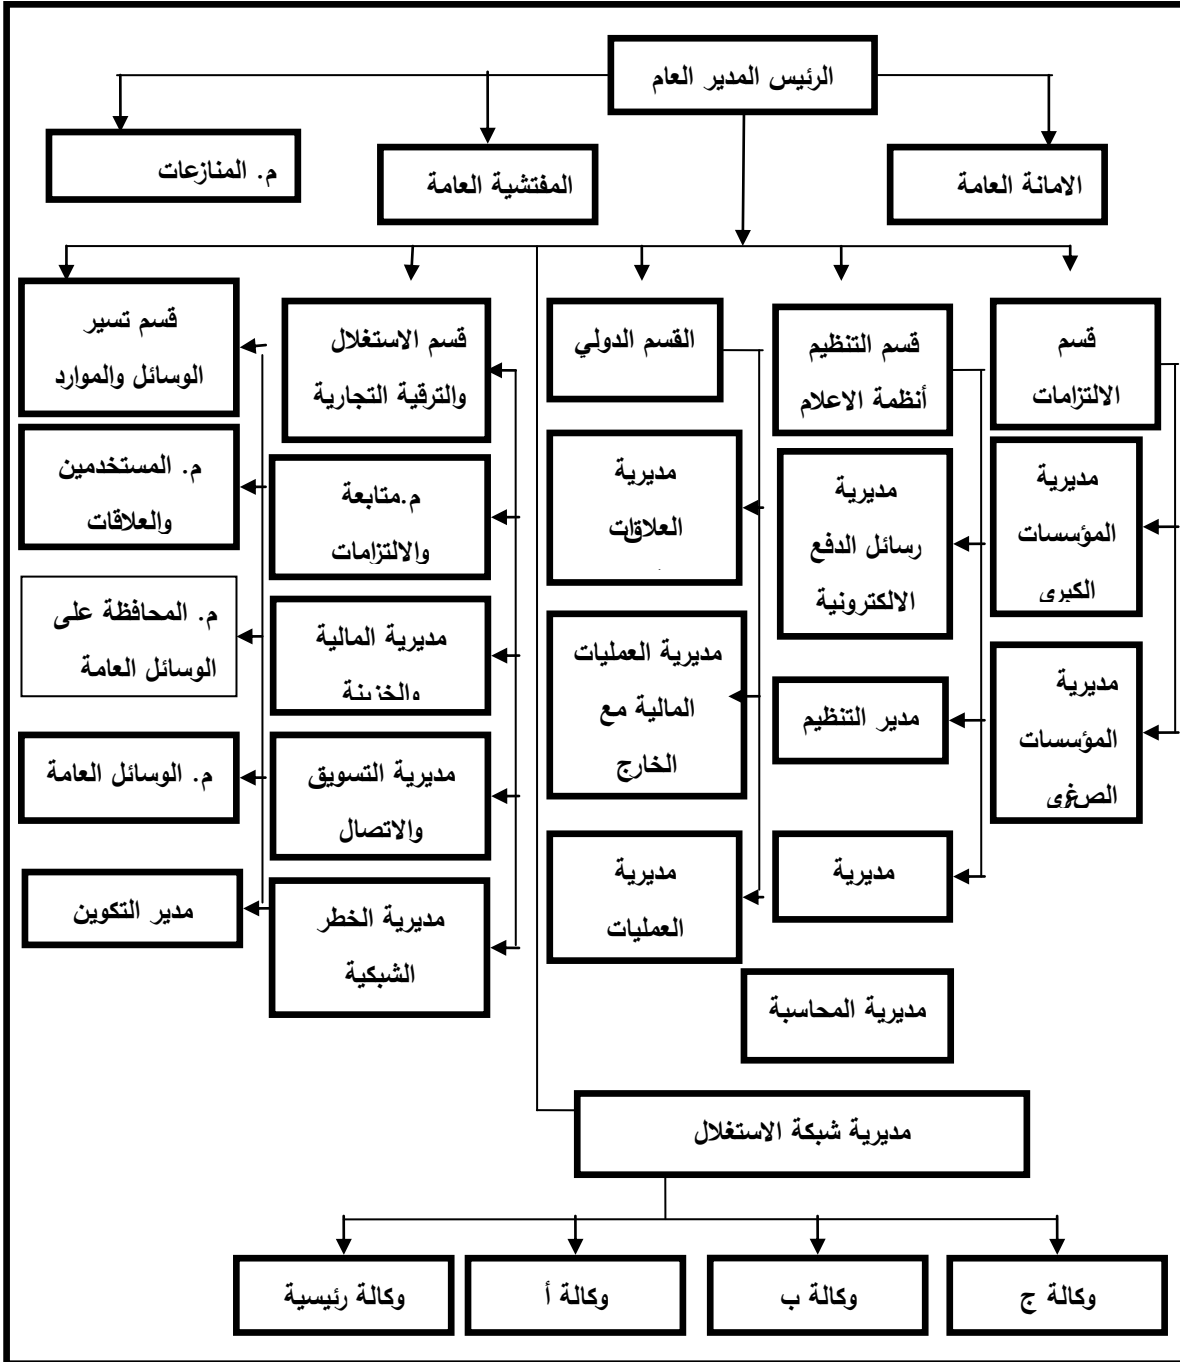 الرئيس المدير العام
الامانة العامة
المفتشية العامة
م. المنازعات
قسم
الالتزامات
قسم التنظيم
أنظمة الاعلام
القسم الدولي
قسم الاستغلال
والترقية التجارية
قسم تسير
الوسائل والموارد
مديرية
المؤسسات
الكبرى
مديرية
المؤسسات
الصغرى
مديرية
رسائل الدفع
الالكترونية
مدير التنظيم
مديرية
مديرية
العلاقات
مديرية العمليات
المالية مع
الخارج
مديرية
العمليات
مديرية المحاسبة
م.متابعة
والالتزامات
مديرية المالية
والخزينة
مديرية التسويق
والاتصال
مديرية الخطر
الشبكية
م. المستخدمين
والعلاقات
م. المحافظة على
الوسائل العامة
م. الوسائل العامة
مدير التكوين
مديرية شبكة الاستغلال
وكالة ج
وكالة ب
وكالة أ
وكالة رئيسية